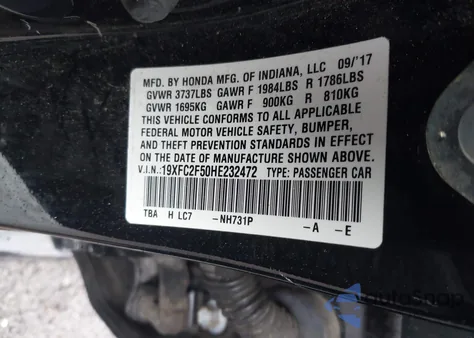 MFD. BY HONDA MFG. OF INDIANA, LLC 09/'17
GVWR 3737LBS GAWR F 1984LBS R 1786LBS
GVWR 1695KG GAWR F 900KG R 810KG
THIS VEHICLE CONFORMS TO ALL APPLICABLE
FEDERAL MOTOR VEHICLE SAFETY, BUMPER,
AND THEFT PREVENTION STANDARDS IN EFFECT
ON THE DATE OF MANUFACTURE SHOWN ABOVE.
V.I.N.:19XFC2F50HE232472 TYPE: PASSENGER CAR
TBA H LC7 -NH731P -A -E
AutoSnap